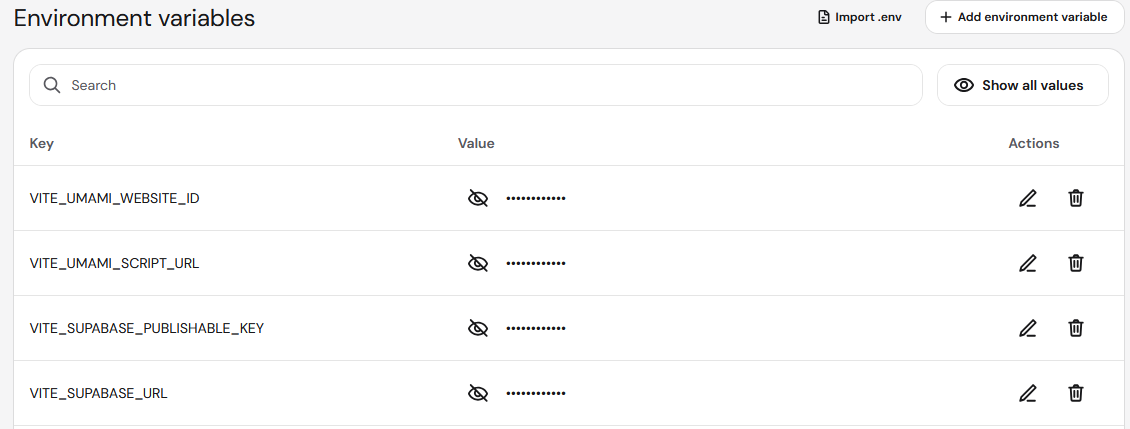 Environment variables
Import .env
Add environment variable
Search
Show all values
Key Value Actions
VITE_UMAMI_WEBSITE_ID ••••••••••••
VITE_UMAMI_SCRIPT_URL ••••••••••••
VITE_SUPABASE_PUBLISHABLE_KEY ••••••••••••
VITE_SUPABASE_URL ••••••••••••